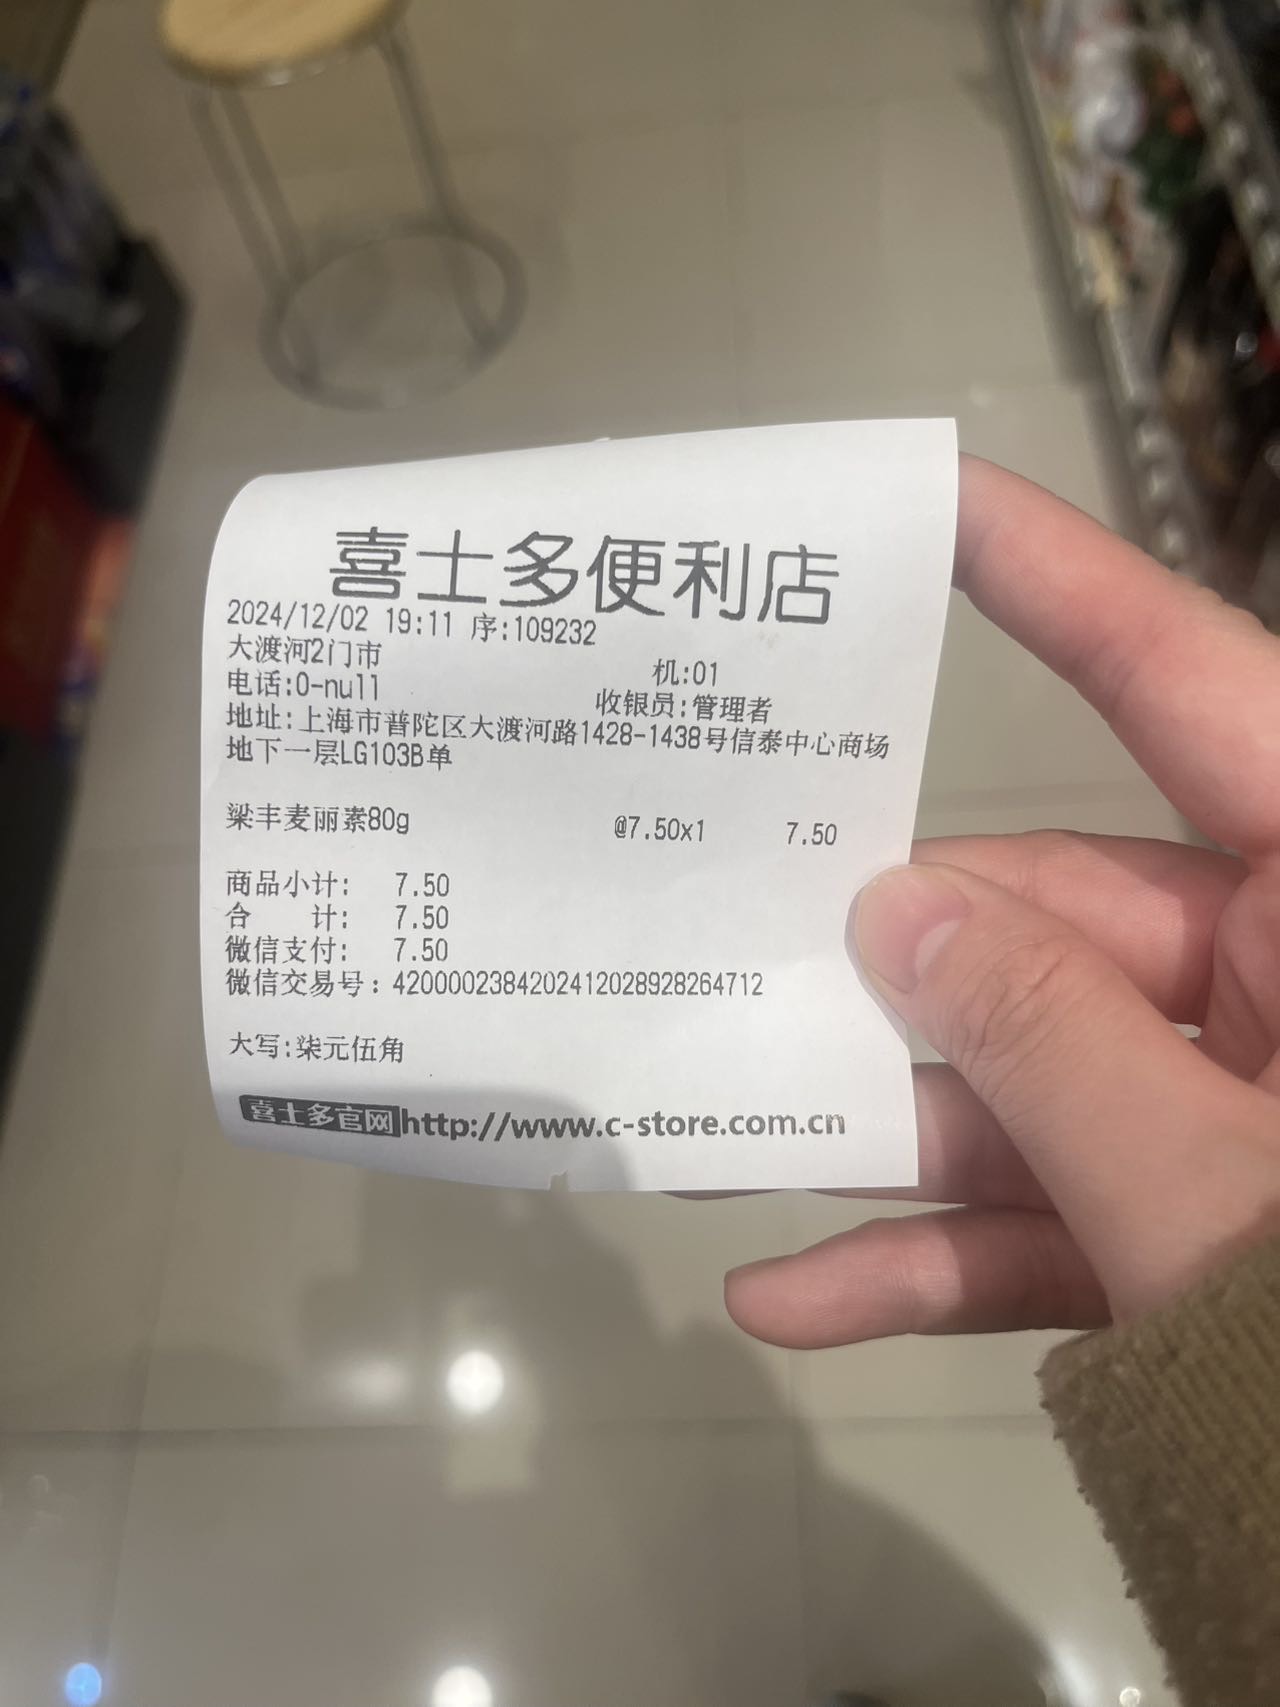 喜士多便利店
2024/12/02 19:11 序:109232
大渡河2门市 机:01
电话:0-null 收银员:管理者
地址:上海市普陀区大渡河路1428-1438号信泰中心商场
地下一层LG103B单
梁丰麦丽素80g @7.50x1 7.50
商品小计: 7.50
合 计: 7.50
微信支付: 7.50
微信交易号:4200002384202412028928264712
大写:柒元伍角
喜士多官网http://www.c-store.com.cn